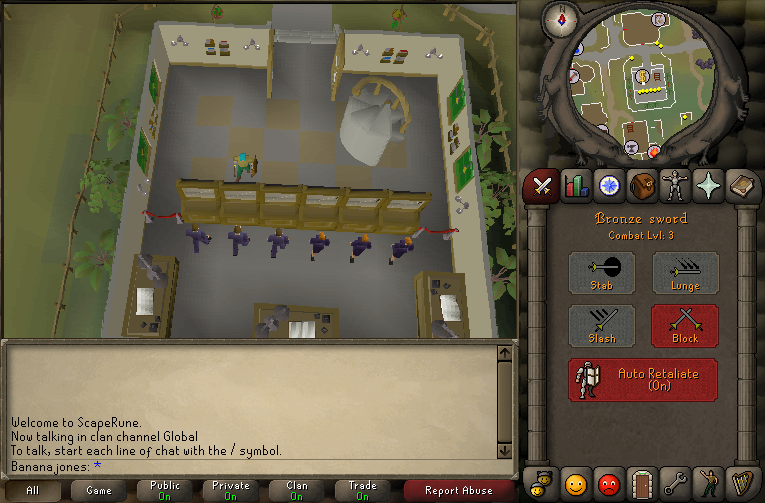 N
Bronze sword
Combat Lvl: 3
Stab
Lunge
Slash
Block
Auto Retaliate
(On)
Welcome to ScapeRune.
Now talking in clan channel Global
To talk, start each line of chat with the / symbol.
Banana jones: *
All
Game
Public
On
Private
On
Clan
On
Trade
On
Report Abuse